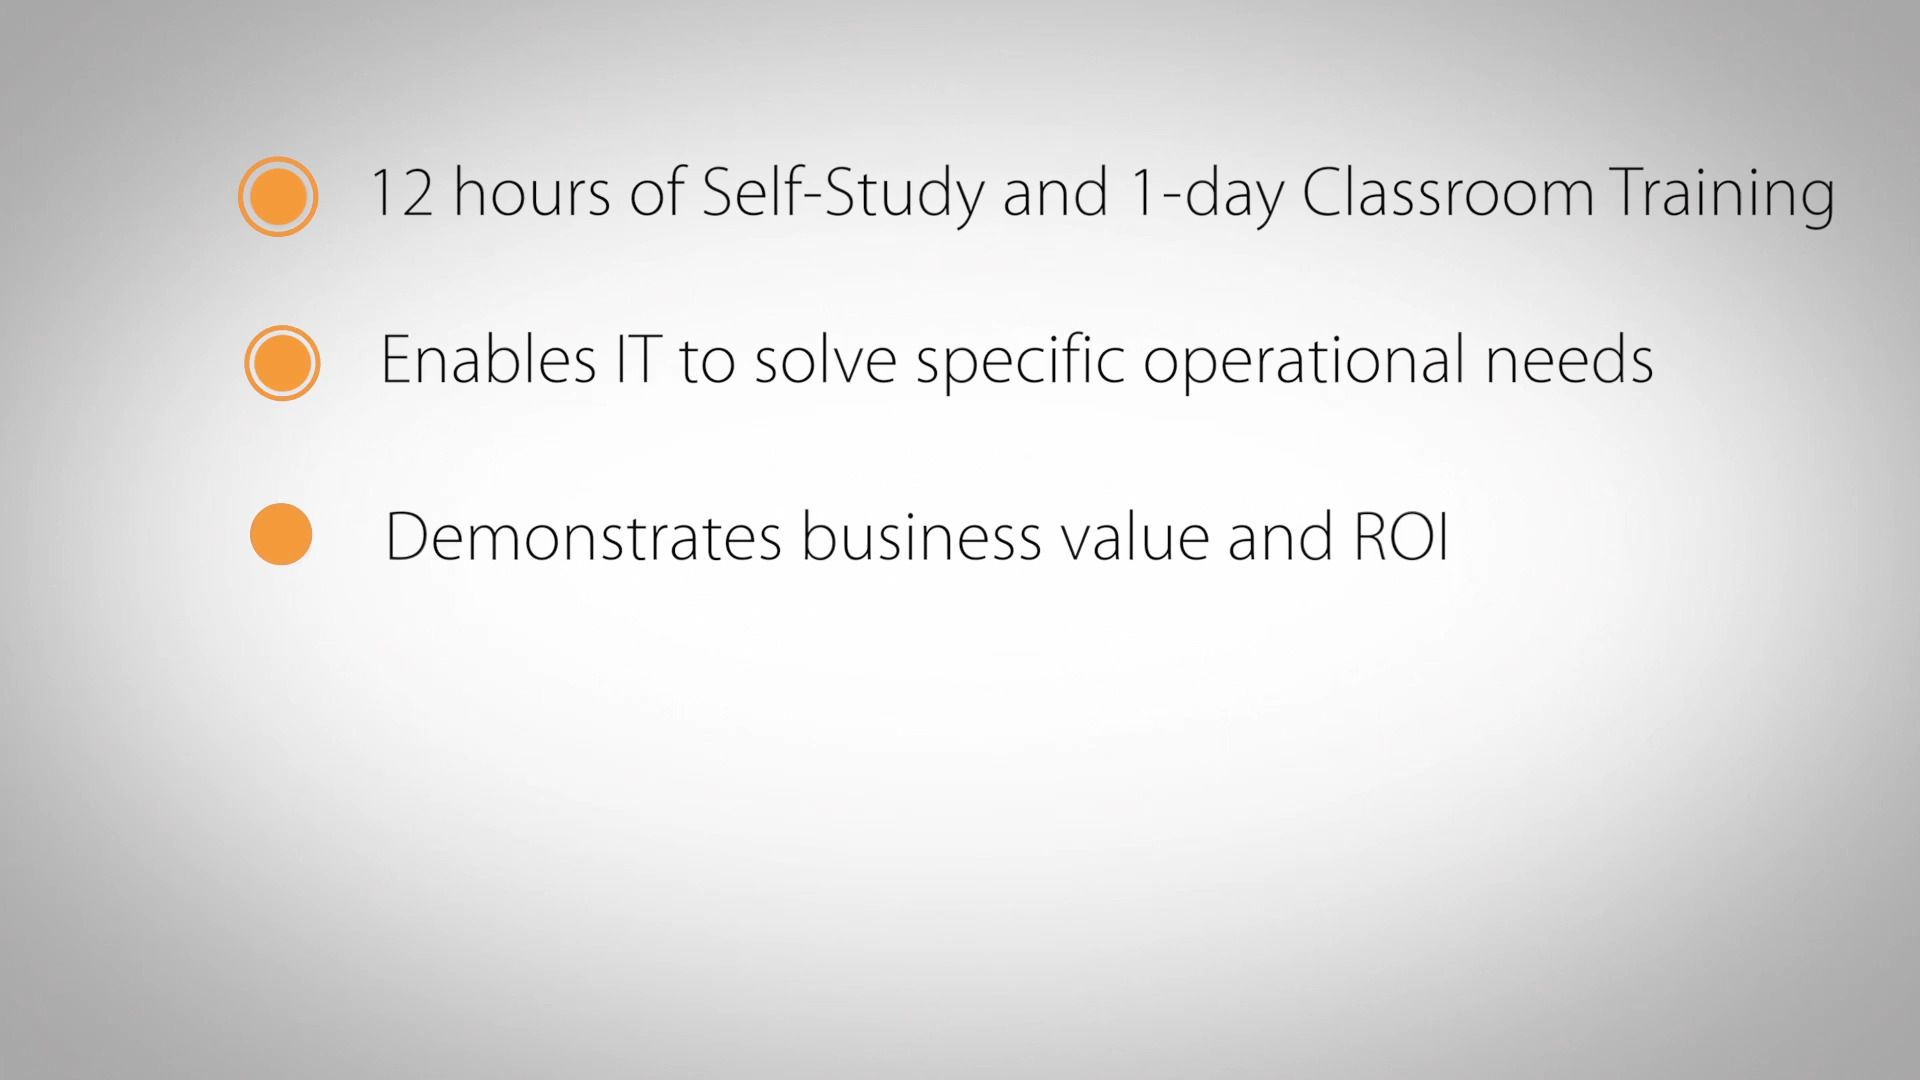 12 hours of Self-Study and 1-day Classroom Training
Enables IT to solve specific operational needs
Demonstrates business value and ROI